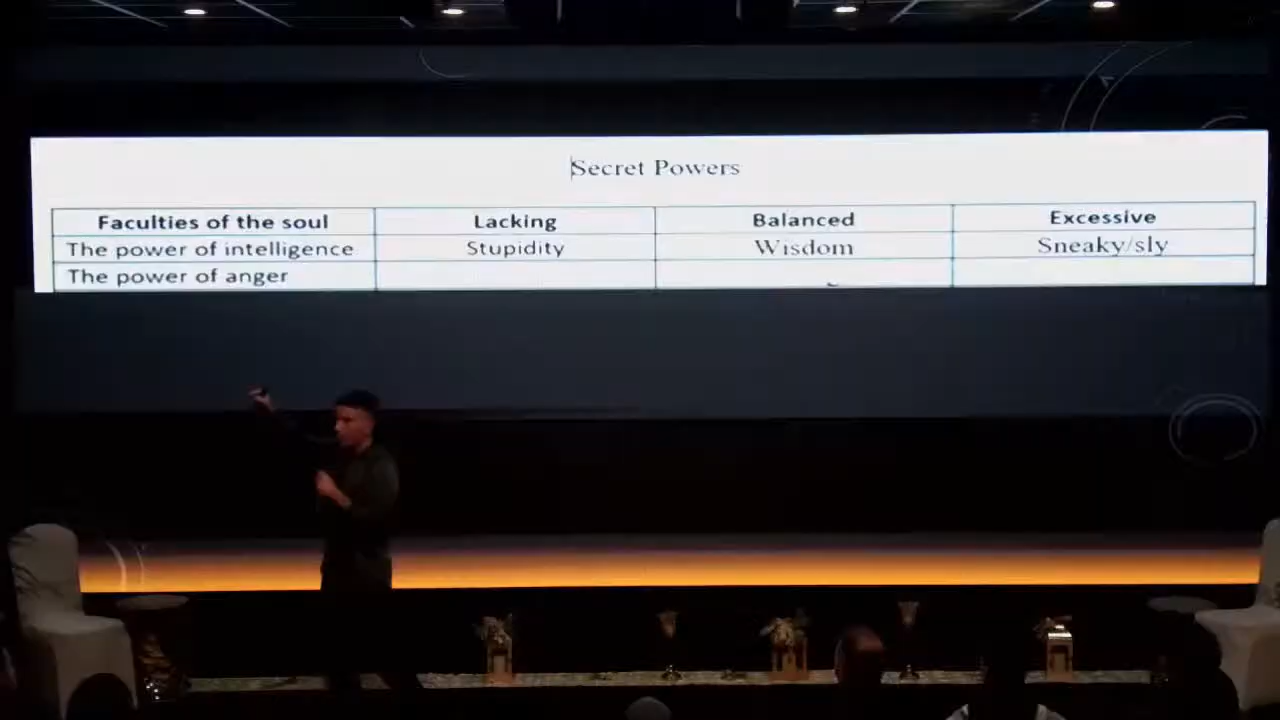 Secret Powers
Faculties of the soul Lacking Balanced Excessive
The power of intelligence Stupidity Wisdom Sneaky/sly
The power of anger